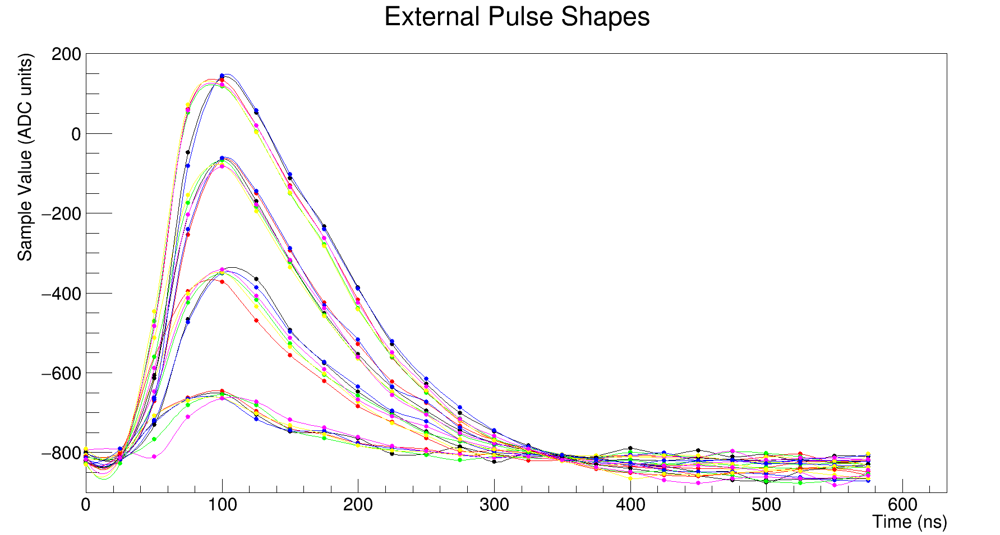 External Pulse Shapes
Sample Value (ADC units)
200
0
−200
−400
−600
−800
0 100 200 300 400 500 600
Time (ns)